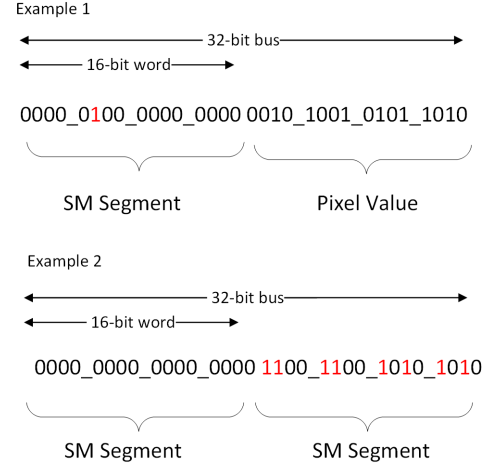 Example 1
32-bit bus
16-bit word
0000_0100_0000_0000 0010_1001_0101_1010
SM Segment Pixel Value
Example 2
32-bit bus
16-bit word
0000_0000_0000_0000 1100_1100_1010_1010
SM Segment SM Segment